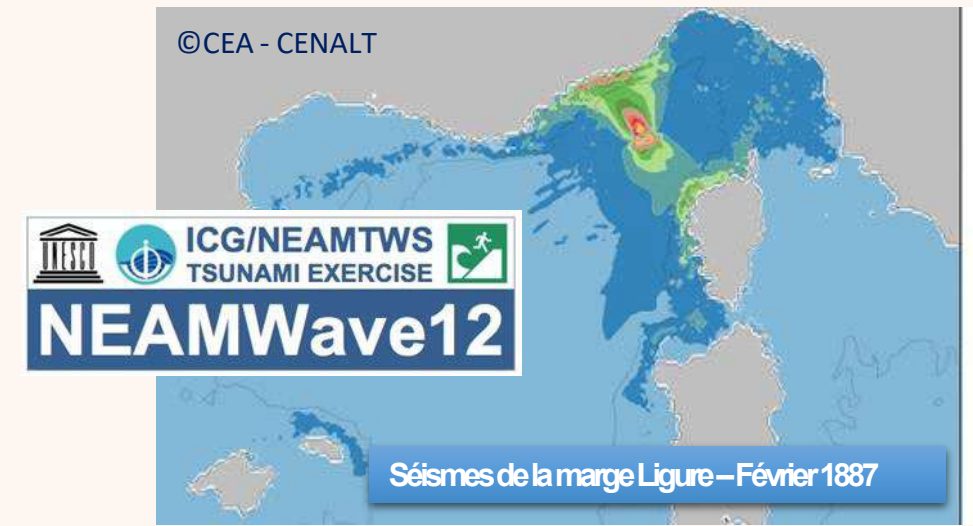 ©CEA - CENALT
UNESCO
ICG/NEAMTWS
TSUNAMI EXERCISE
NEAMWave12
Séismes de la marge Ligure – Février 1887